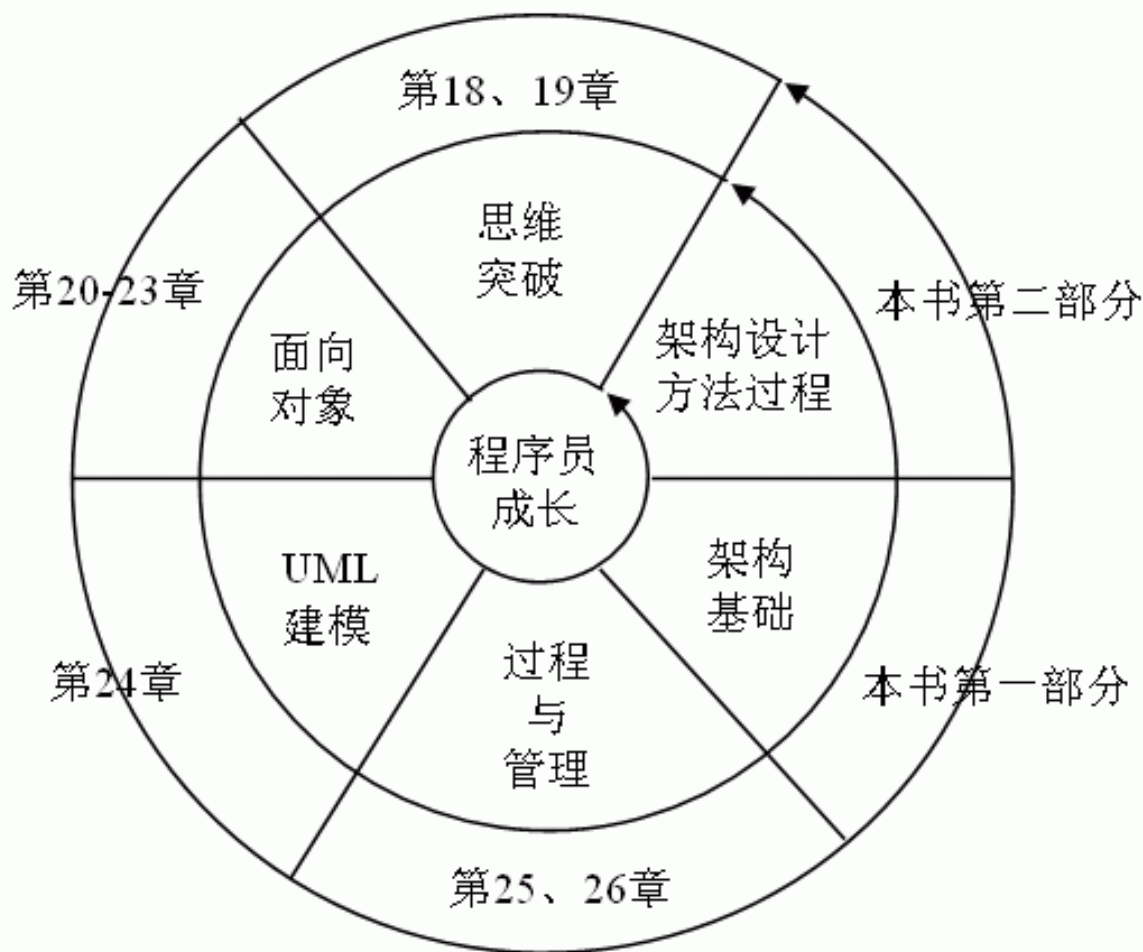 第18、19章
思维
突破
第20-23章
本书第二部分
面向
对象
架构设计
方法过程
程序员
成长
UML
建模
架构
基础
第24章
过程
与
管理
本书第一部分
第25、26章